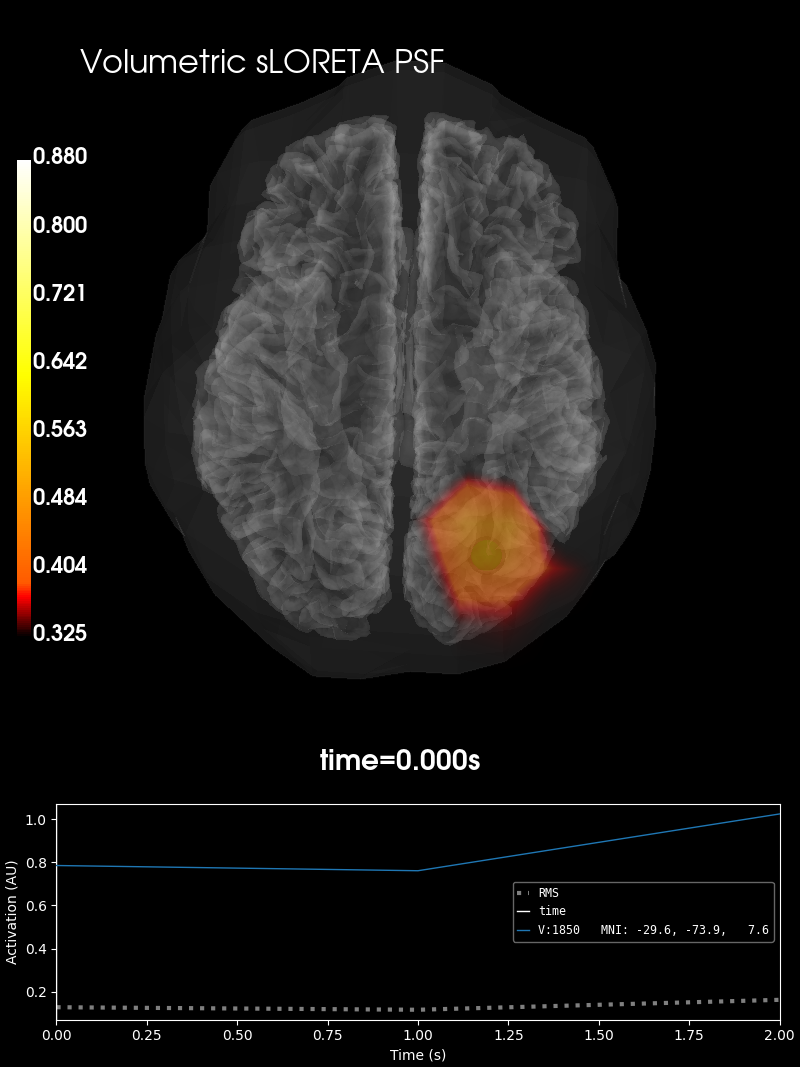 Volumetric sLORETA PSF
0.880
0.800
0.721
0.642
0.563
0.484
0.404
0.325
time=0.000s
Activation (AU)
1.0
0.8
0.6
0.4
0.2
RMS
time
V:1850 MNI: -29.6, -73.9, 7.6
0.00 0.25 0.50 0.75 1.00 1.25 1.50 1.75 2.00
Time (s)